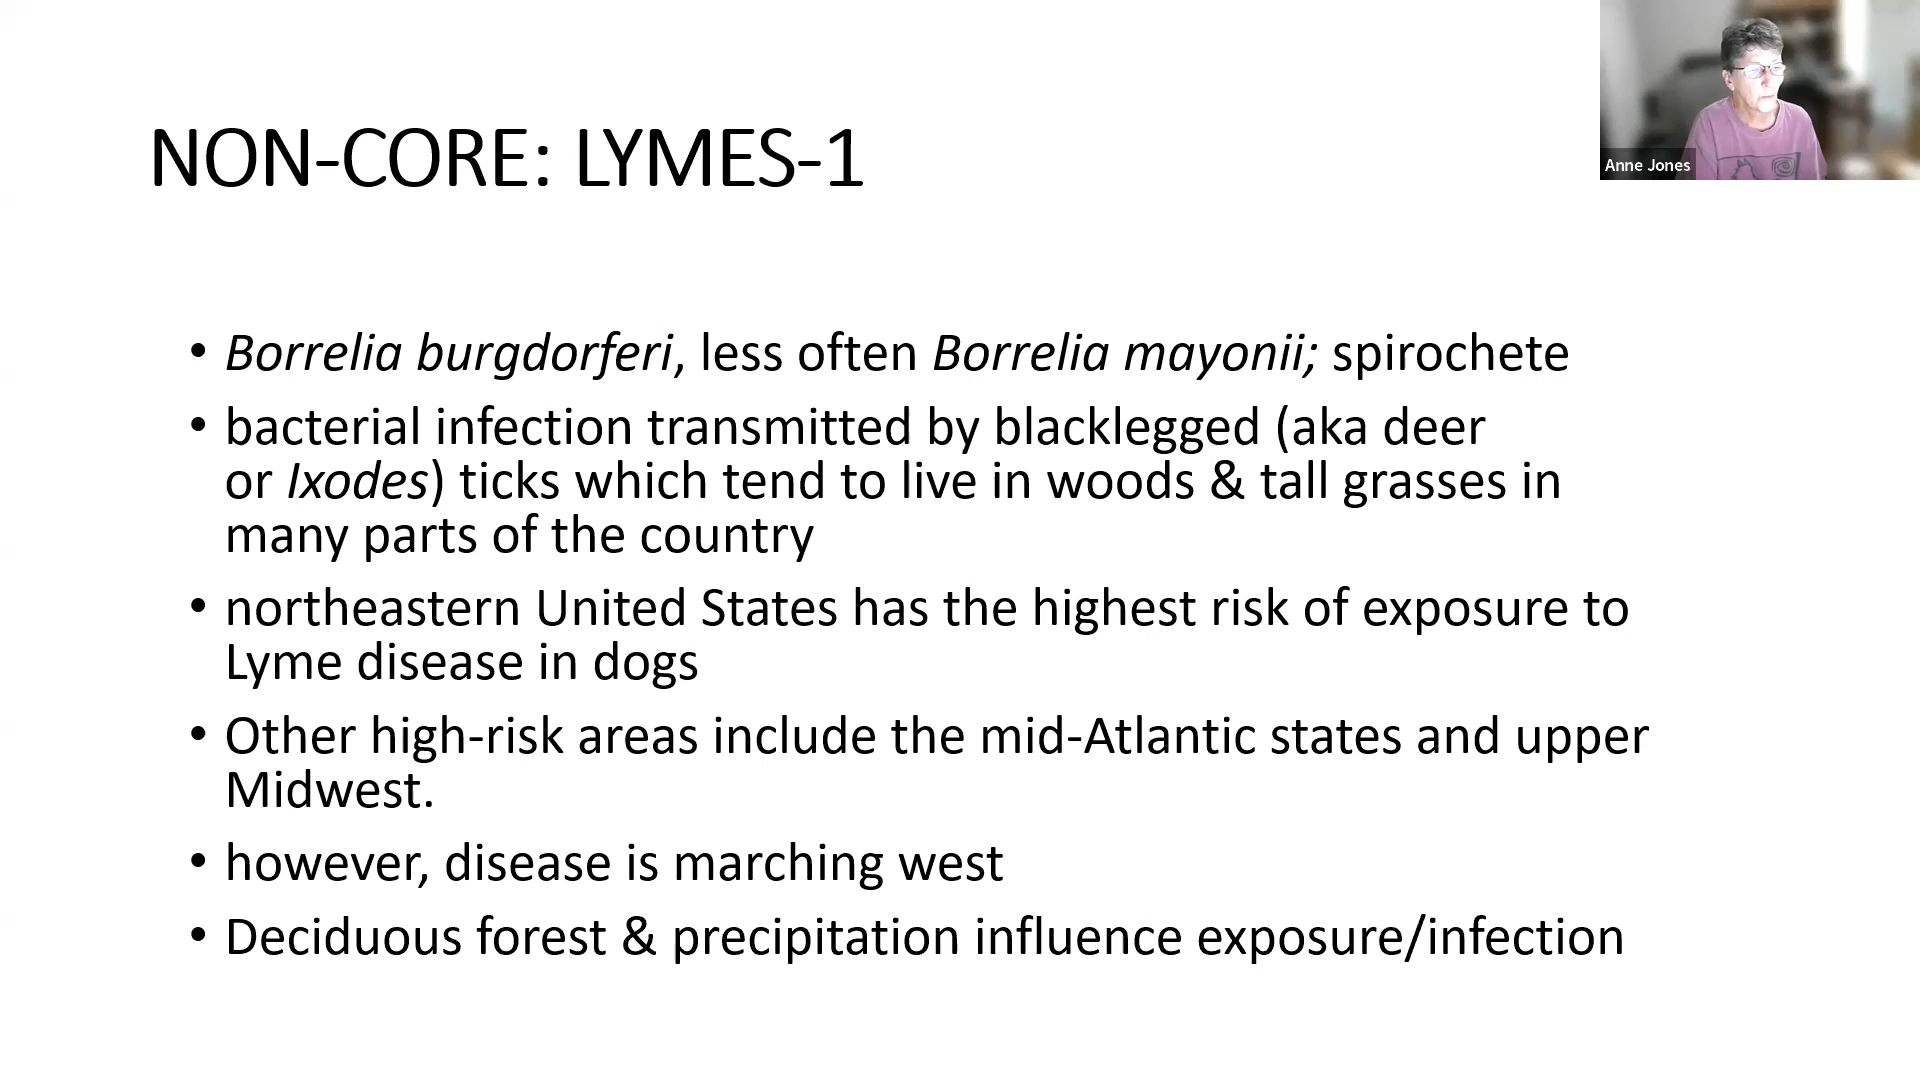 NON-CORE: LYMES-1
Anne Jones
• Borrelia burgdorferi, less often Borrelia mayonii; spirochete
• bacterial infection transmitted by blacklegged (aka deer
or Ixodes) ticks which tend to live in woods & tall grasses in
many parts of the country
• northeastern United States has the highest risk of exposure to
Lyme disease in dogs
• Other high-risk areas include the mid-Atlantic states and upper
Midwest.
• however, disease is marching west
• Deciduous forest & precipitation influence exposure/infection